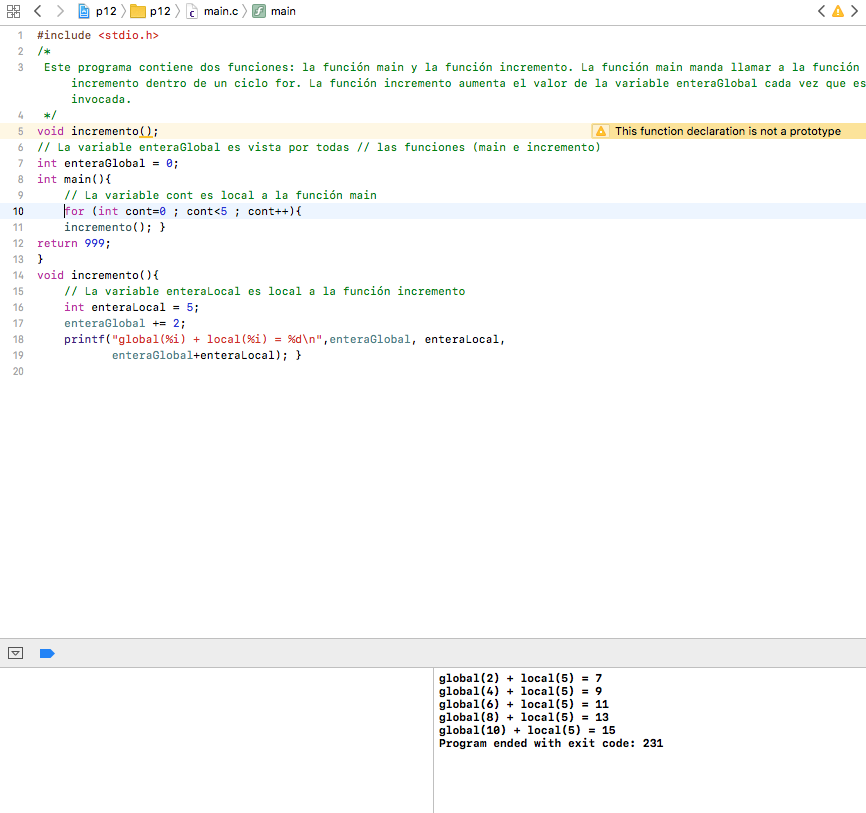 p12 p12 main.c main
1 #include <stdio.h>
2 /*
3 Este programa contiene dos funciones: la función main y la función incremento. La función main manda llamar a la función
incremento dentro de un ciclo for. La función incremento aumenta el valor de la variable enteraGlobal cada vez que es
invocada.
4 */
5 void incremento(); This function declaration is not a prototype
6 // La variable enteraGlobal es vista por todas // las funciones (main e incremento)
7 int enteraGlobal = 0;
8 int main(){
9 // La variable cont es local a la función main
10 for (int cont=0 ; cont<5 ; cont++){
11 incremento(); }
12 return 999;
13 }
14 void incremento(){
15 // La variable enteraLocal es local a la función incremento
16 int enteraLocal = 5;
17 enteraGlobal += 2;
18 printf("global(%i) + local(%i) = %d\n",enteraGlobal, enteraLocal,
19 enteraGlobal+enteraLocal); }
20
global(2) + local(5) = 7
global(4) + local(5) = 9
global(6) + local(5) = 11
global(8) + local(5) = 13
global(10) + local(5) = 15
Program ended with exit code: 231